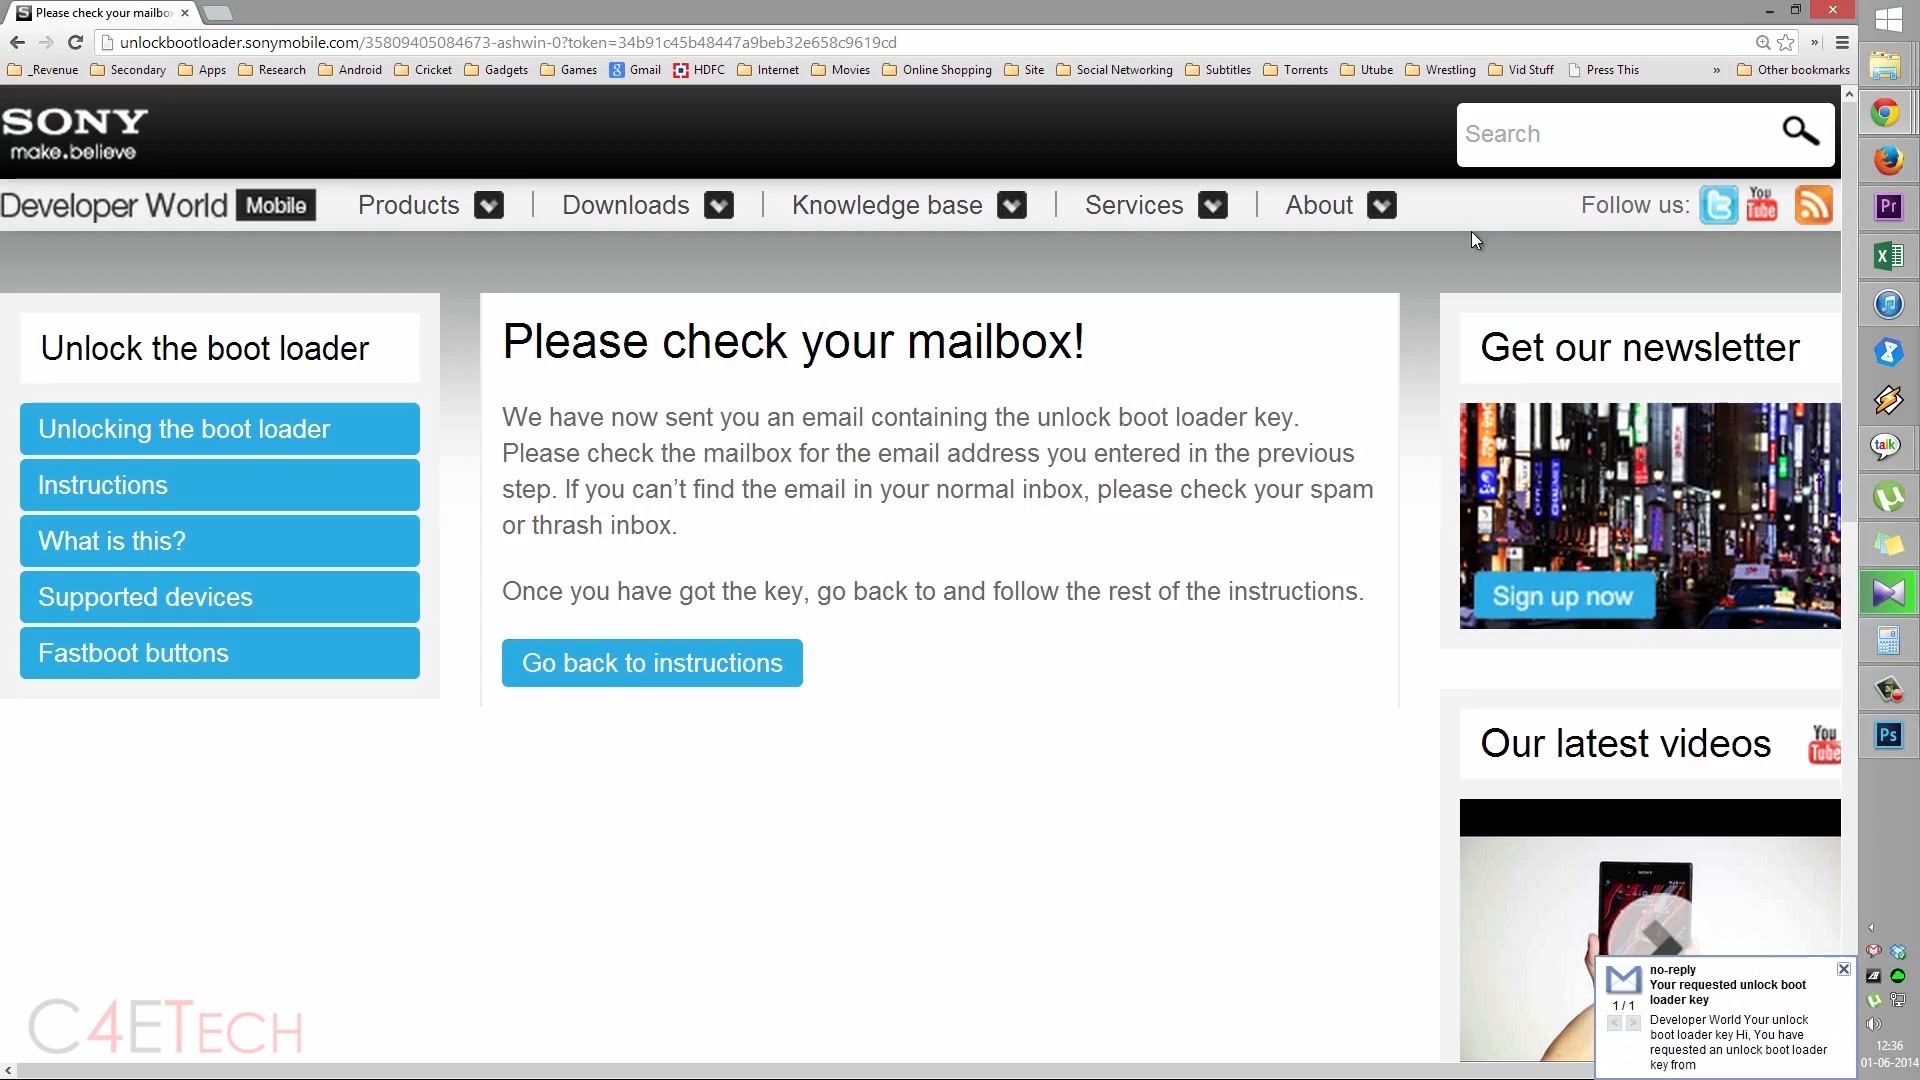 Please check your mailbo
unlockbootloader.sonymobile.com/35809405084673-ashwin-0?token=34b91c45b48447a9beb32e658c9619cd
_Revenue Secondary Apps Research Android Cricket Gadgets Games Gmail HDFC Internet Movies Online Shopping Site Social Networking Subtitles Torrents Utube Wrestling Vid Stuff Press This » Other bookmarks
SONY
make.believe
Search
Developer World Mobile
Products | Downloads | Knowledge base | Services | About
Follow us:
You Tube
Unlock the boot loader
Unlocking the boot loader
Instructions
What is this?
Supported devices
Fastboot buttons
Please check your mailbox!
We have now sent you an email containing the unlock boot loader key.
Please check the mailbox for the email address you entered in the previous
step. If you can’t find the email in your normal inbox, please check your spam
or thrash inbox.
Once you have got the key, go back to and follow the rest of the instructions.
Go back to instructions
Get our newsletter
Sign up now
Our latest videos
You Tube
SONY
no-reply
Your requested unlock boot
loader key
1 / 1
Developer World Your unlock
boot loader key Hi, You have
requested an unlock boot loader
key from
C4ETECH
Pr
talk
Ps
12:36
01-06-2014